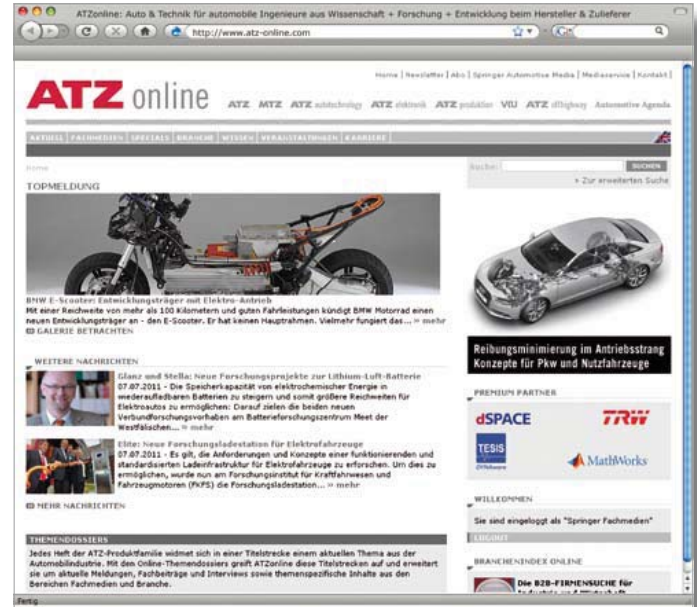 ATZonline: Auto & Technik für automobile Ingenieure aus Wissenschaft + Forschung + Entwicklung beim Hersteller & Zulieferer
http://www.atz-online.com
Home | Newsletter | Abo | Springer Automotive Media | Mediaservice | Kontakt |
ATZ online
ATZ MTZ ATZ autotechnology ATZ elektronik ATZ produktion VfU ATZ offhighway Automotive Agenda
AKTUELL | FACHMEDIEN | SPECIALS | BRANCHE | WISSEN | VERANSTALTUNGEN | KARRIERE
Home
Suche: SUCHEN
» Zur erweiterten Suche
TOPMELDUNG
BMW E-Scooter: Entwicklungsträger mit Elektro-Antrieb
Mit einer Reichweite von mehr als 100 Kilometern und guten Fahrleistungen kündigt BMW Motorrad einen
neuen Entwicklungsträger an - den E-Scooter. Er hat keinen Hauptrahmen. Vielmehr fungiert das... » mehr
GALERIE BETRACHTEN
WEITERE NACHRICHTEN
Glanz und Stella: Neue Forschungsprojekte zur Lithium-Luft-Batterie
07.07.2011 - Die Speicherkapazität von elektrochemischer Energie in
wiederaufladbaren Batterien zu steigern und somit größere Reichweiten für
Elektroautos zu ermöglichen: Darauf zielen die beiden neuen
Verbundforschungsvorhaben am Batterieforschungszentrum Meet der
Westfälischen... » mehr
Elite: Neue Forschungsladestation für Elektrofahrzeuge
07.07.2011 - Es gilt, die Anforderungen und Konzepte einer funktionierenden und
standardisierten Ladeinfrastruktur für Elektrofahrzeuge zu erforschen. Um dies zu
ermöglichen, wurde nun am Forschungsinstitut für Kraftfahrwesen und
Fahrzeugmotoren (FKFS) die Forschungsladestation... » mehr
MEHR NACHRICHTEN
THEMENDOSSIERS
Jedes Heft der ATZ-Produktfamilie widmet sich in einer Titelstrecke einem aktuellen Thema aus der
Automobilindustrie. Mit den Online-Themendossiers greift ATZonline diese Titelstrecken auf und erweitert
sie um aktuelle Meldungen, Fachbeiträge und Interviews sowie themenspezifische Inhalte aus den
Bereichen Fachmedien und Branche.
Reibungsminimierung im Antriebsstrang
Konzepte für Pkw und Nutzfahrzeuge
PREMIUM PARTNER
dSPACE TRW
TESIS
DYNAware
MathWorks
WILLKOMMEN
Sie sind eingeloggt als "Springer Fachmedien"
LOGOUT
BRANCHENINDEX ONLINE
Die B2B-FIRMENSUCHE für
Industrie und Wirtschaft
Fertig